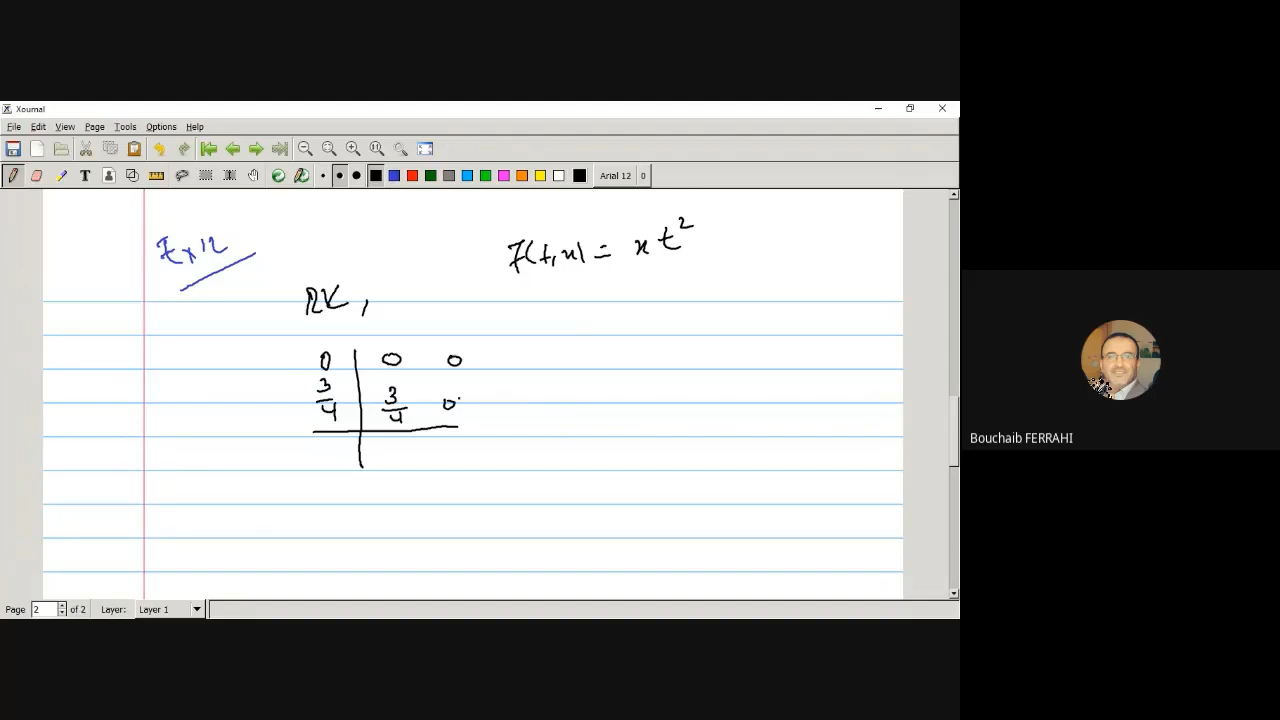 Xournal
File Edit View Page Tools Options Help
Arial 12 0
Ex 12
f(t,x) = x t²
RK,
0 | 0 0
3/4 | 3/4 0
Bouchaib FERRAHI
Page 2 of 2 Layer: Layer 1